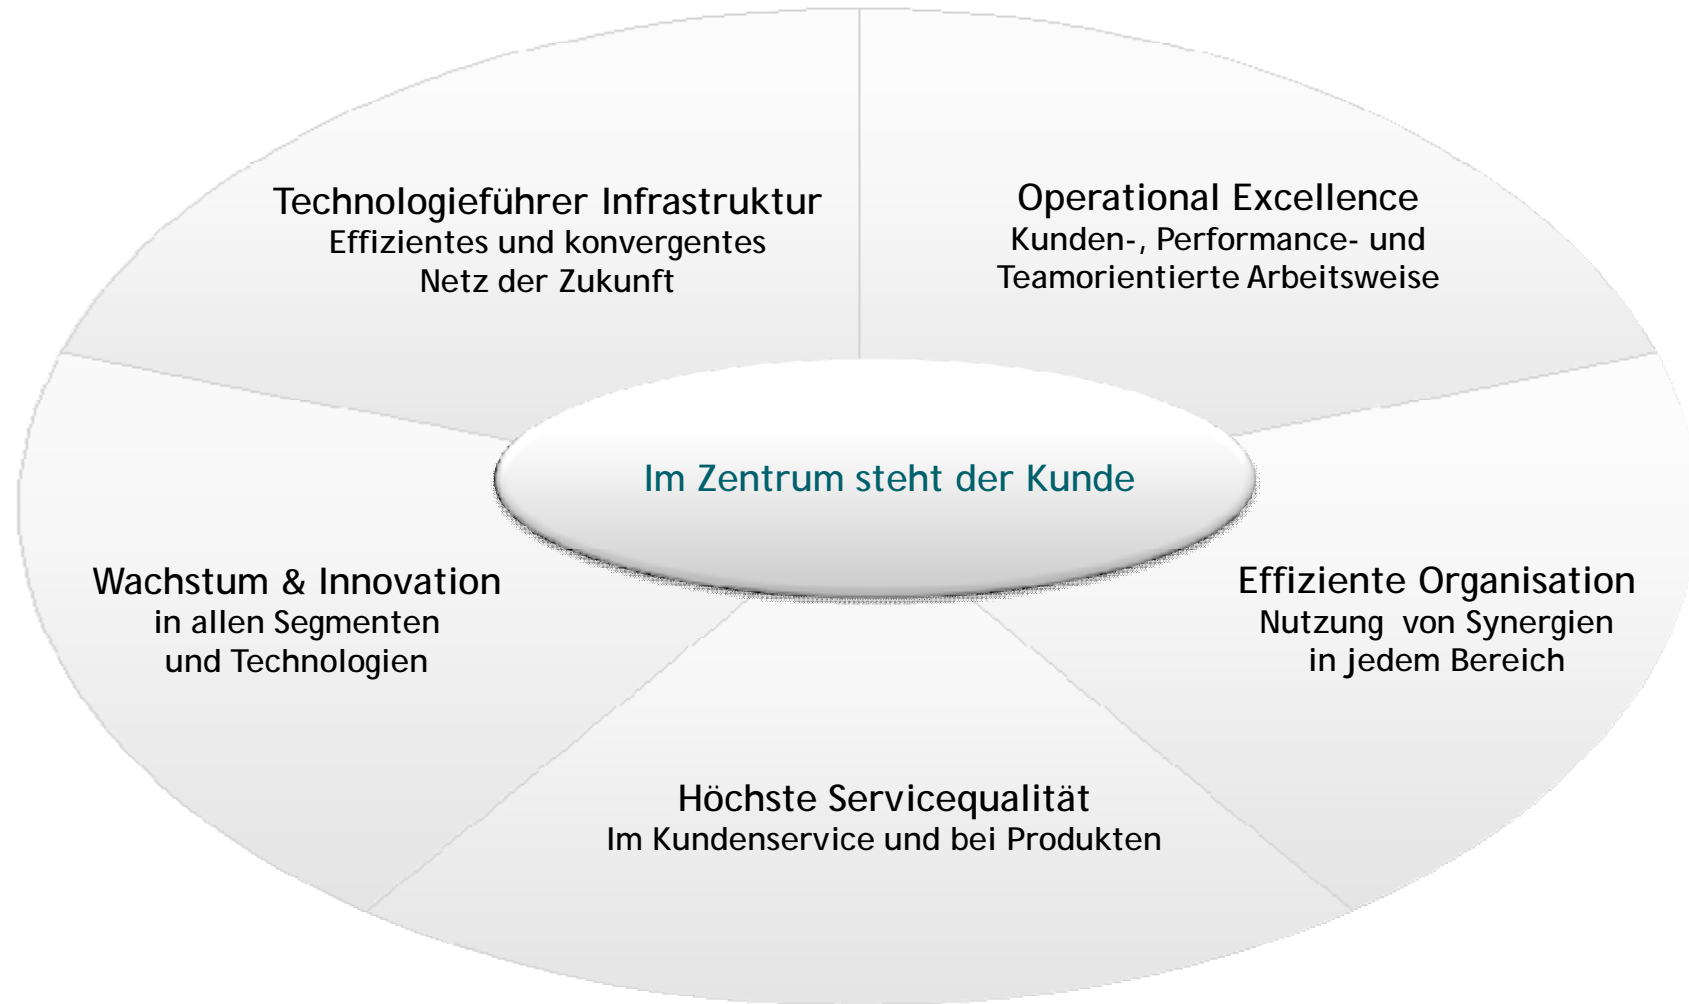 Technologieführer Infrastruktur
Effizientes und konvergentes
Netz der Zukunft
Operational Excellence
Kunden-, Performance- und
Teamorientierte Arbeitsweise
Im Zentrum steht der Kunde
Wachstum & Innovation
in allen Segmenten
und Technologien
Effiziente Organisation
Nutzung von Synergien
in jedem Bereich
Höchste Servicequalität
Im Kundenservice und bei Produkten